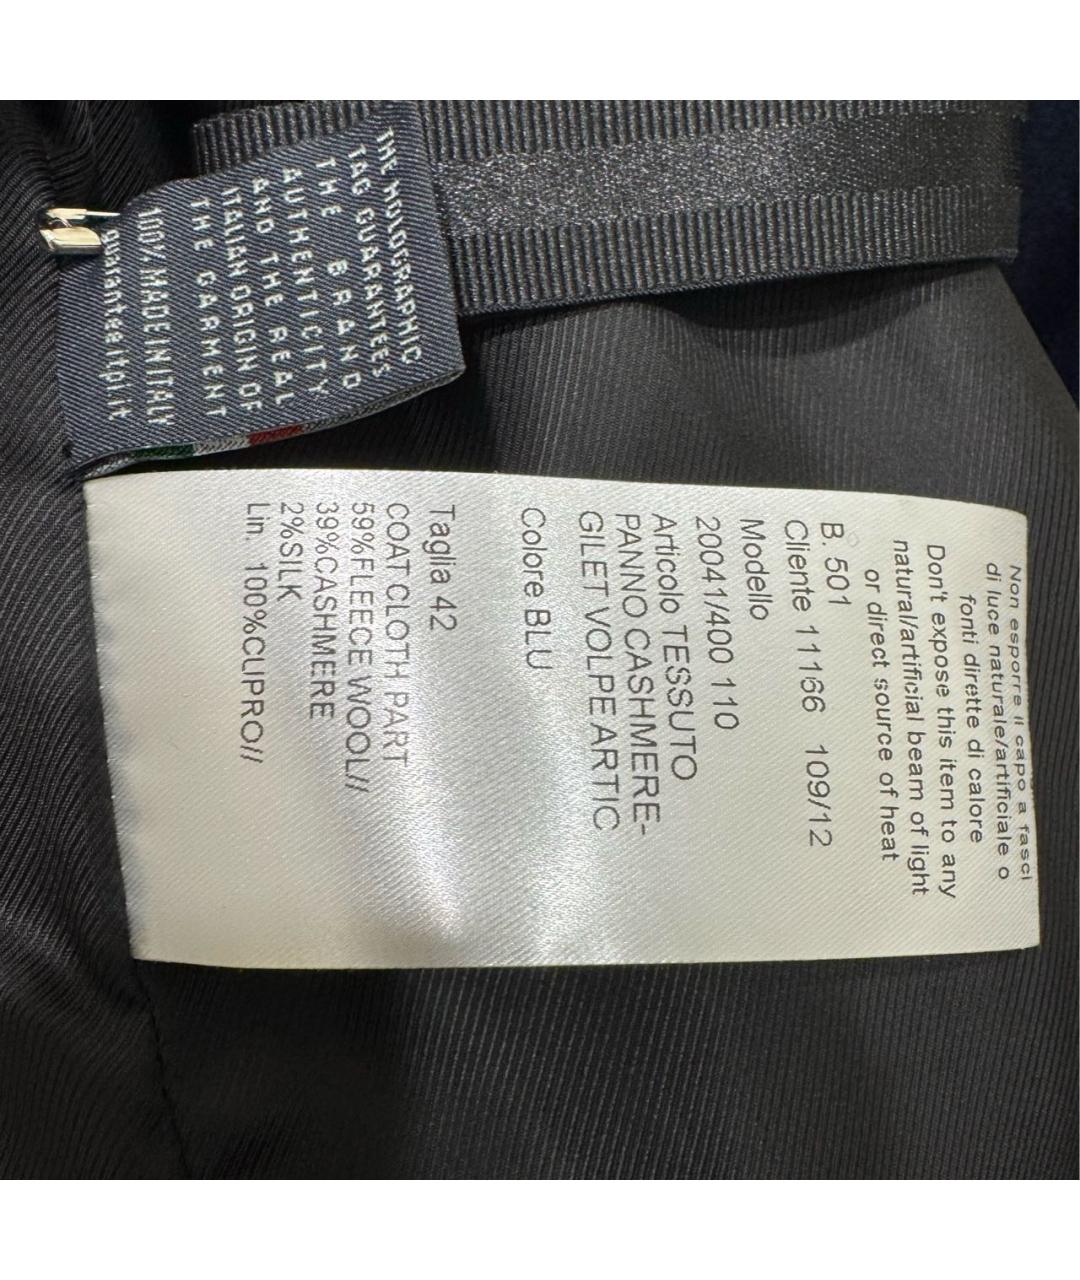 THE HOLOGRAPHIC
TAG GUARANTEES
THE BRAND
AUTHENTICITY
AND THE REAL
ITALIAN ORIGIN OF
THE GARMENT
100% MADE IN ITALY
guarantee.itpi.it
Non esporre il capo a fasci
di luce naturale/artificiale o
fonti dirette di calore
Don't expose this item to any
natural/artificial beam of light
or direct source of heat
B. 501
Cliente 11166 109/12
Modello
20041/400 110
Articolo TESSUTO
PANNO CASHMERE-
GILET VOLPE ARTIC
Colore BLU
Taglia 42
COAT CLOTH PART
59%FLEECE WOOL//
39%CASHMERE
2%SILK
Lin. 100%CUPRO//